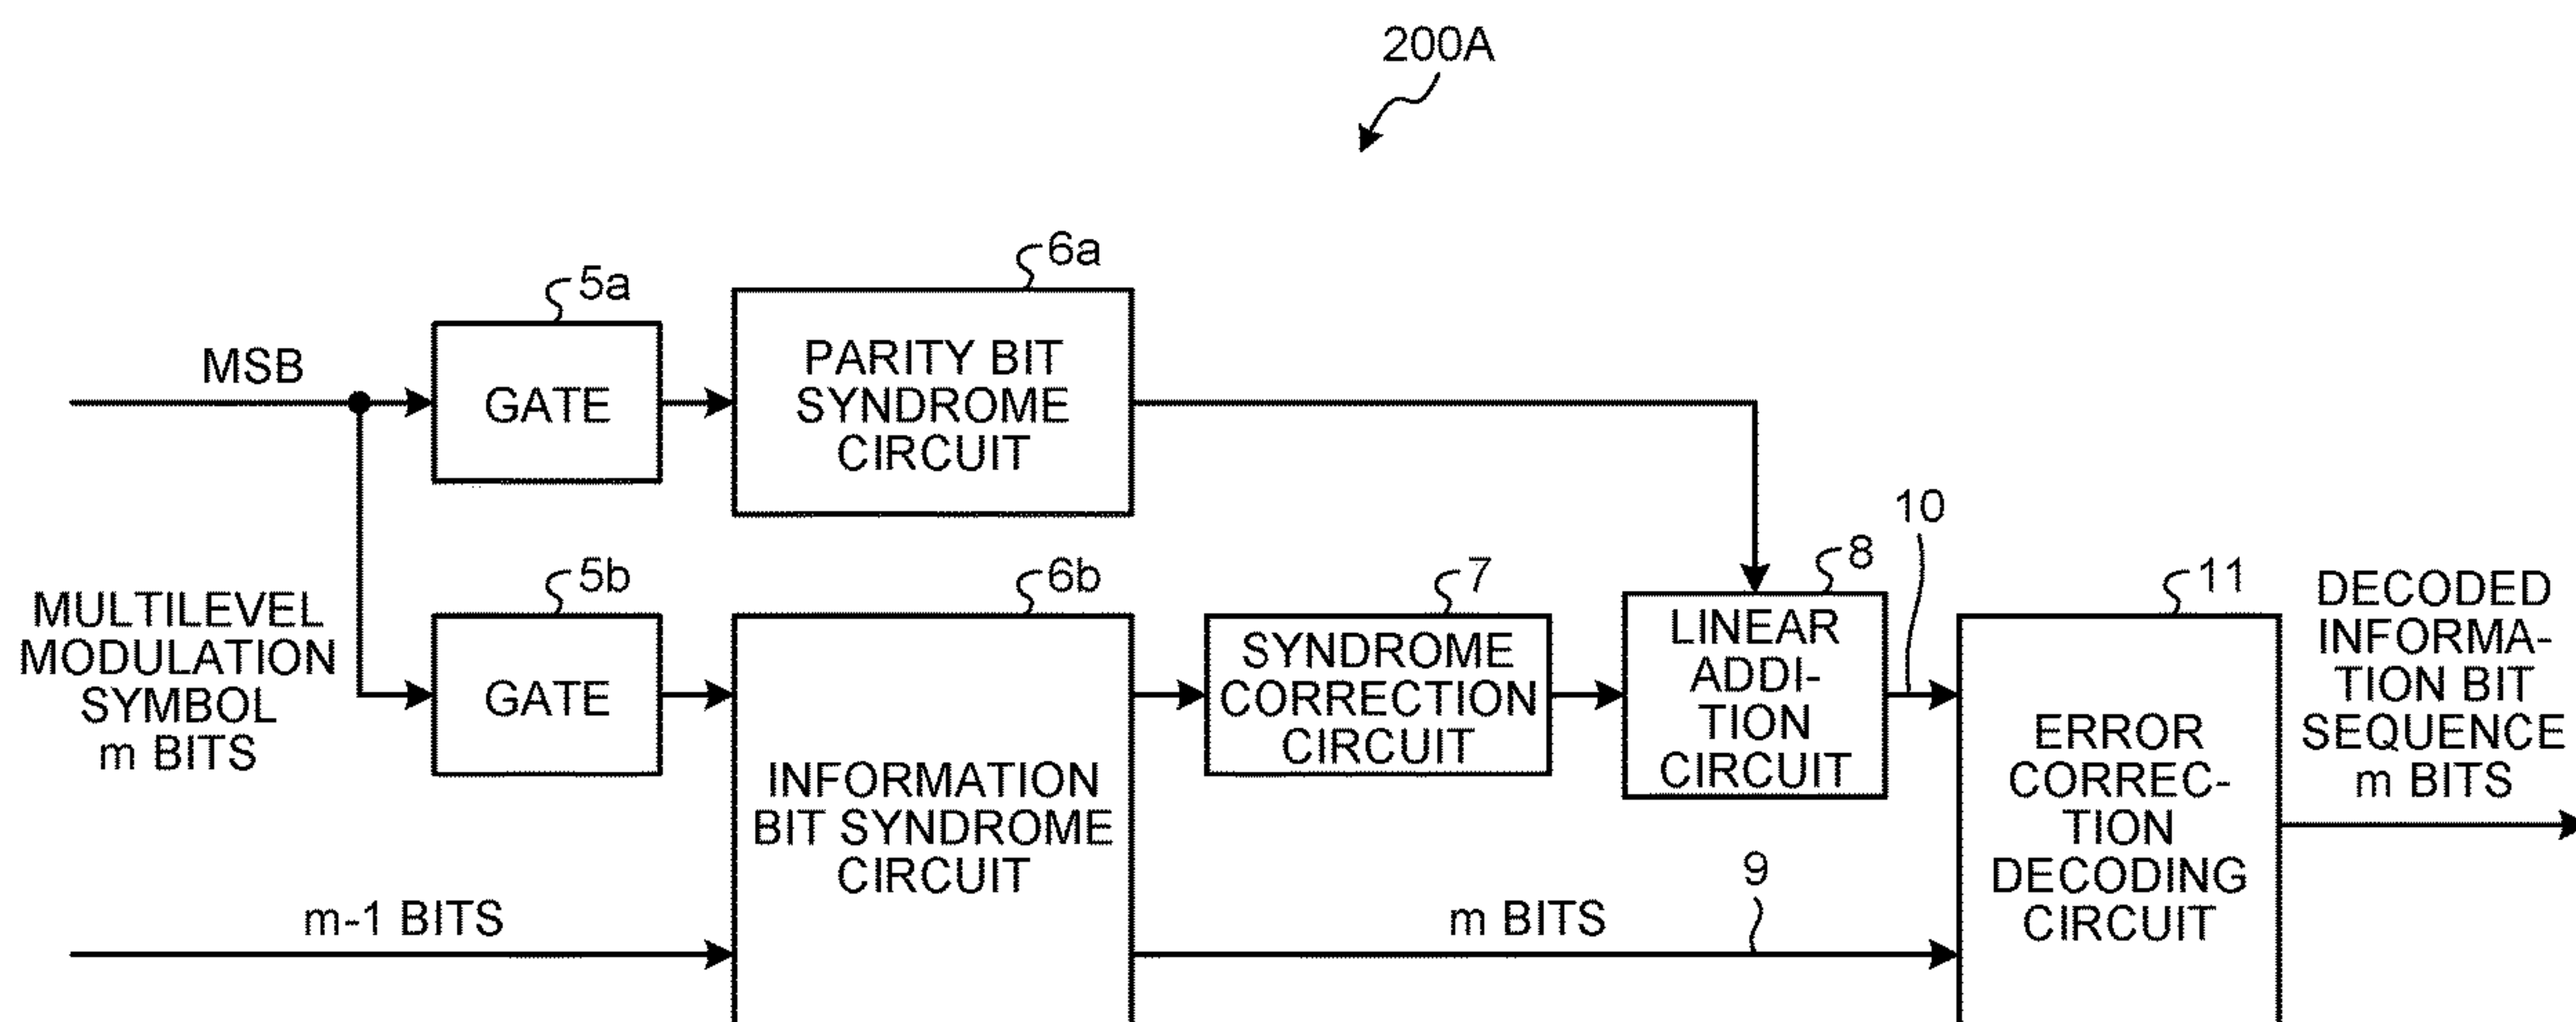 200A
5a
6a
MSB
GATE
PARITY BIT
SYNDROME
CIRCUIT
10
MULTILEVEL
MODULATION
SYMBOL
m BITS
5b
GATE
6b
INFORMATION
BIT SYNDROME
CIRCUIT
7
SYNDROME
CORRECTION
CIRCUIT
8
LINEAR
ADDI-
TION
CIRCUIT
11
ERROR
CORREC-
TION
DECODING
CIRCUIT
DECODED
INFORMA-
TION BIT
SEQUENCE
m BITS
m-1 BITS
m BITS
9